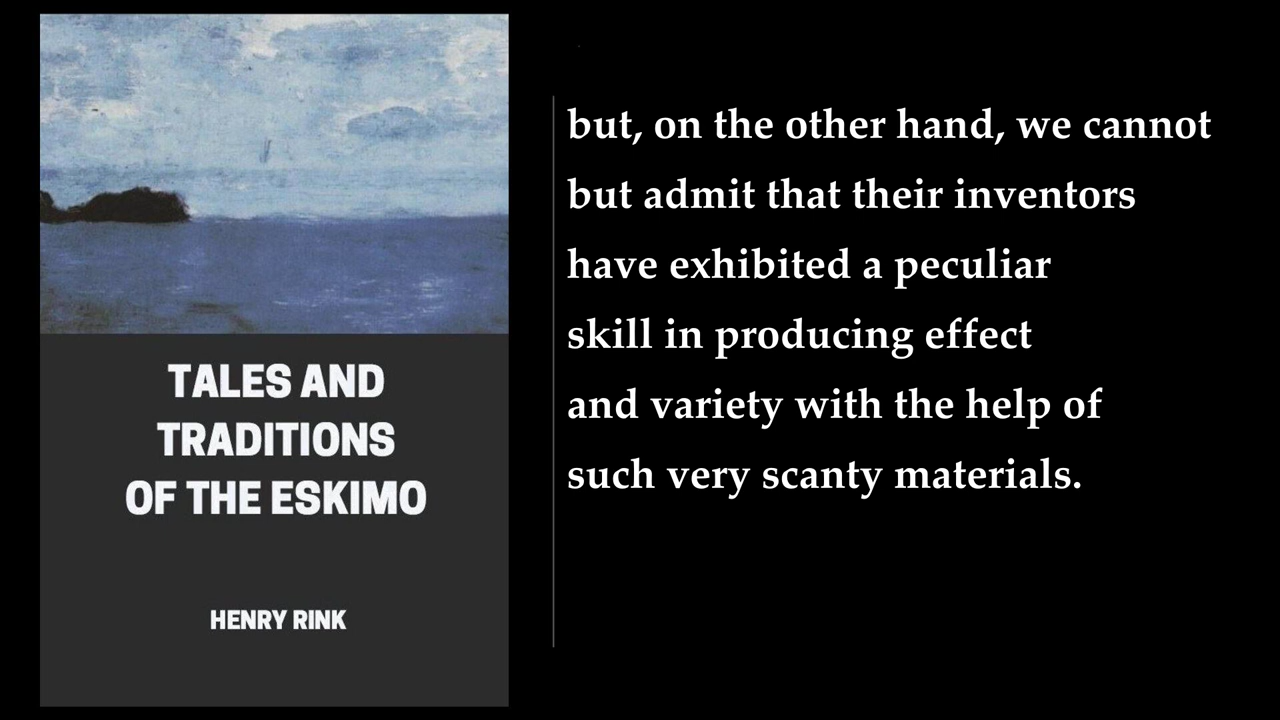 TALES AND
TRADITIONS
OF THE ESKIMO
HENRY RINK
but, on the other hand, we cannot
but admit that their inventors
have exhibited a peculiar
skill in producing effect
and variety with the help of
such very scanty materials.